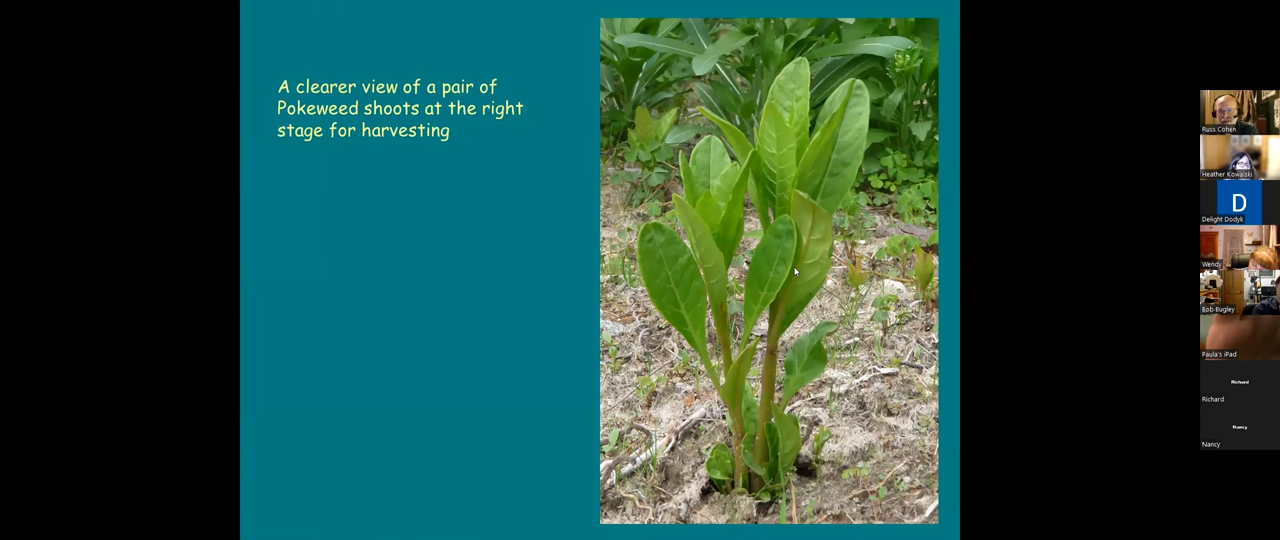 A clearer view of a pair of
Pokeweed shoots at the right
stage for harvesting
Russ Cohen
Heather Kowalski
D
Delight Dodyk
Wendy
Bob Bugley
Paula's iPad
Richard
Richard
Nancy
Nancy